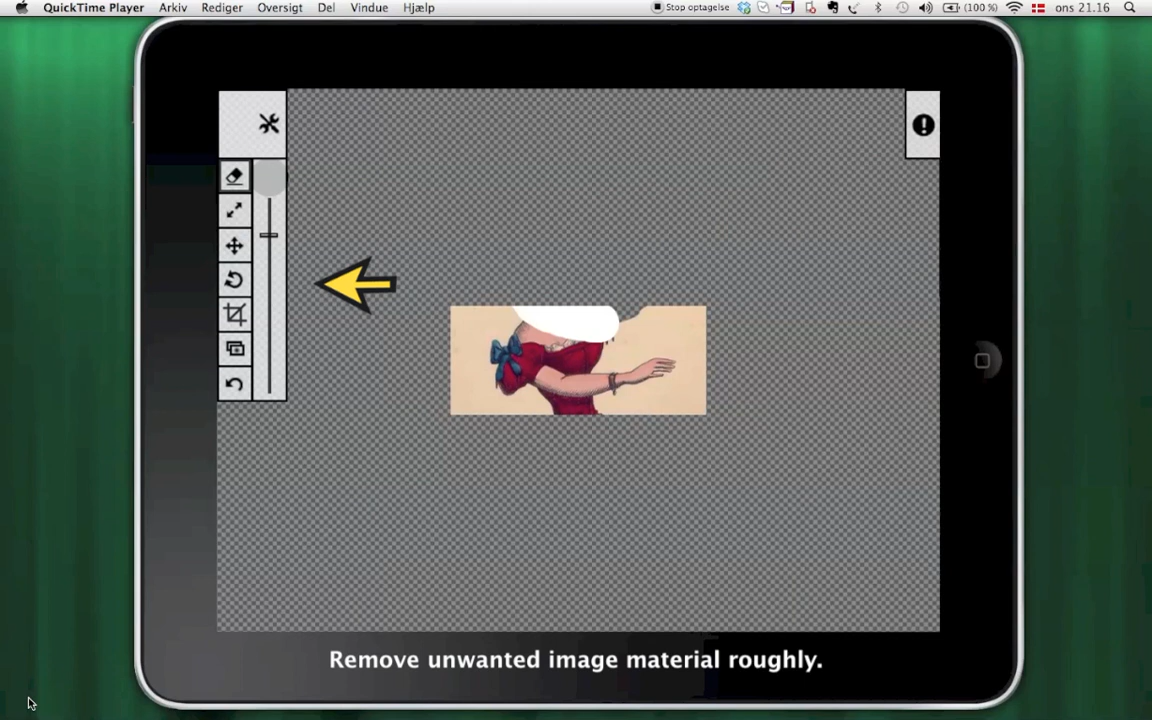 QuickTime Player Arkiv Rediger Oversigt Del Vindue Hjælp Stop optagelse (100 %) ons 21.16
Remove unwanted image material roughly.